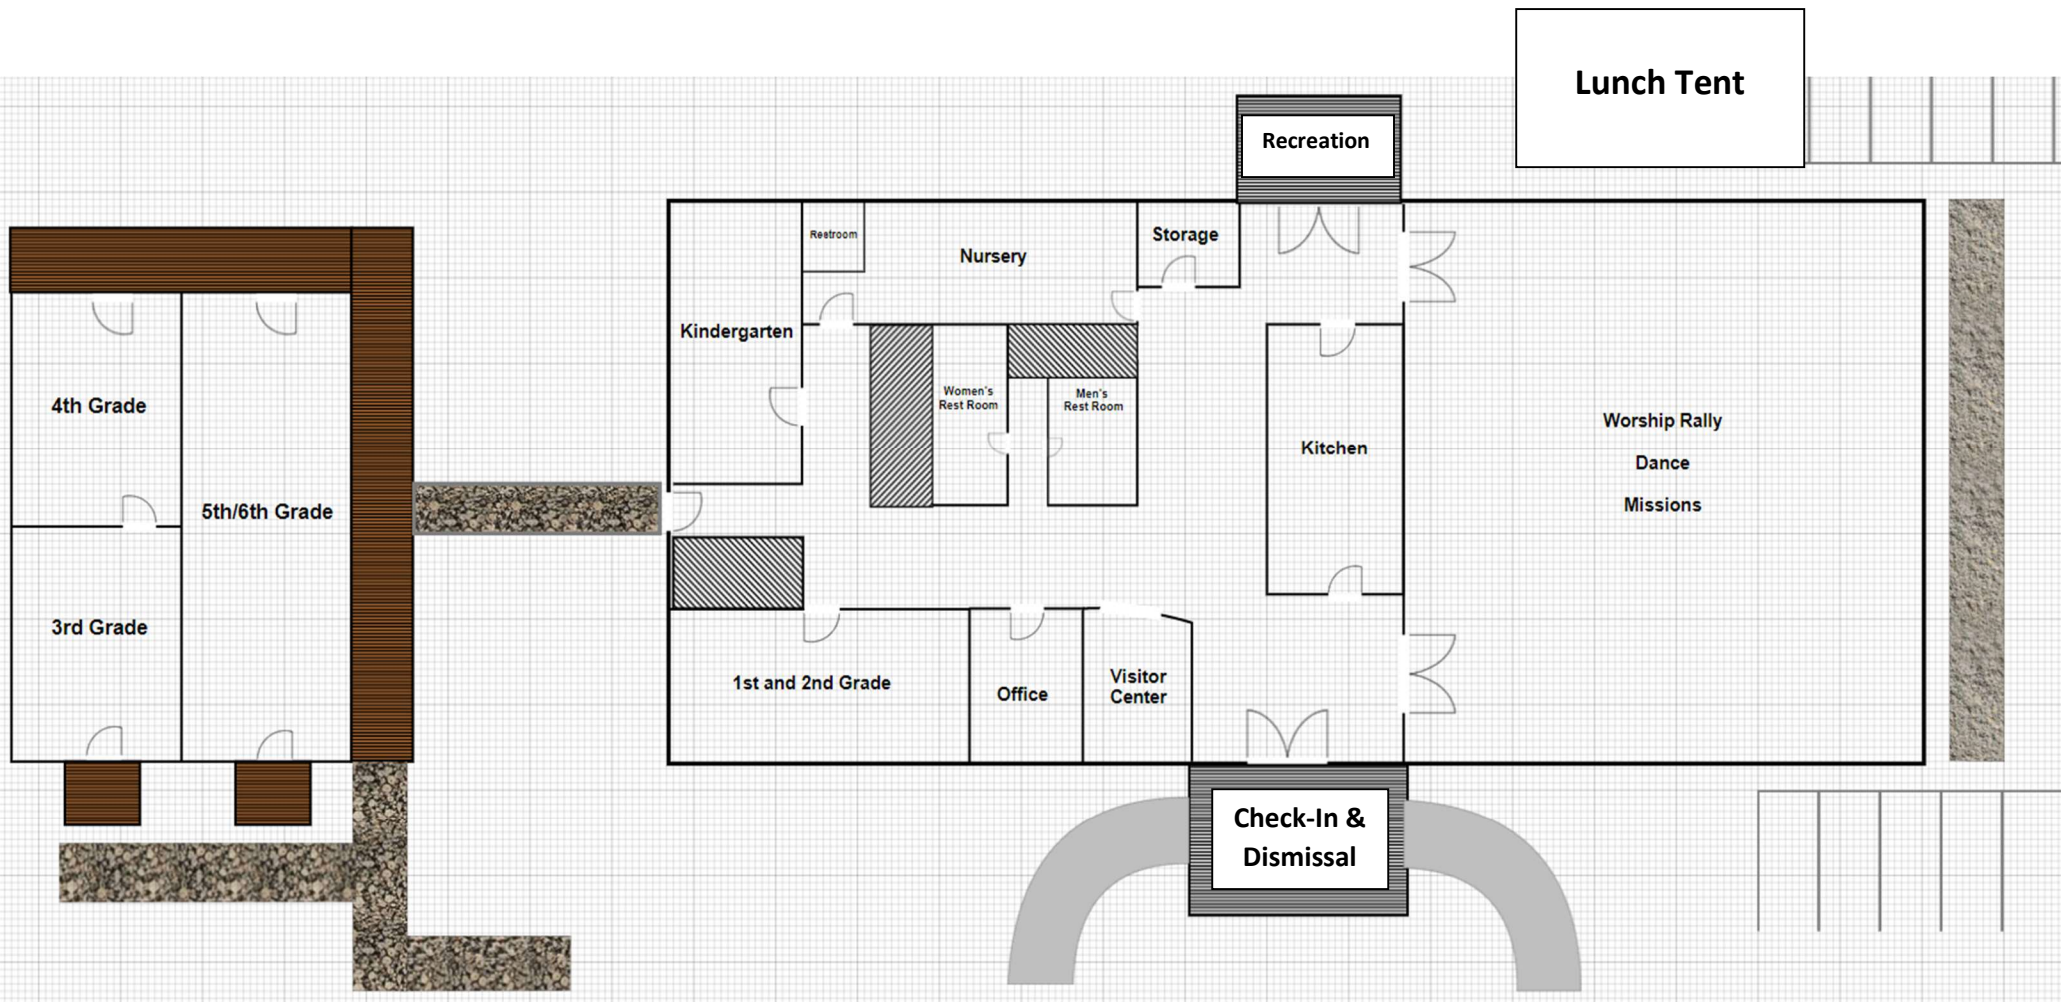 Lunch Tent
Recreation
Restroom
Nursery
Storage
Kindergarten
4th Grade
Women's
Rest Room
Men's
Rest Room
Kitchen
Worship Rally
Dance
Missions
5th/6th Grade
3rd Grade
1st and 2nd Grade
Office
Visitor
Center
Check-In &
Dismissal